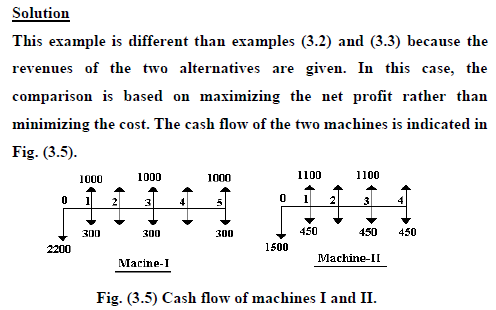 Solution
This example is different than examples (3.2) and (3.3) because the
revenues of the two alternatives are given. In this case, the
comparison is based on maximizing the net profit rather than
minimizing the cost. The cash flow of the two machines is indicated in
Fig. (3.5).
1000 1000 1000
0 1 2 3 4 5
300 300 300
2200
Macine-I
1100 1100
0 1 2 3 4
450 450 450
1500
Machine-II
Fig. (3.5) Cash flow of machines I and II.